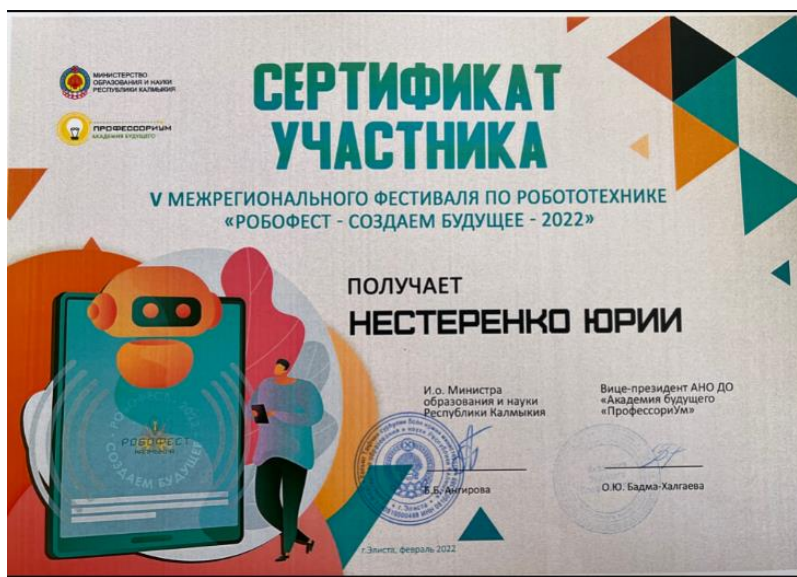 МИНИСТЕРСТВО
ОБРАЗОВАНИЯ И НАУКИ
РЕСПУБЛИКИ КАЛМЫКИЯ
ПРОФЕССОРИУМ
АКАДЕМИЯ БУДУЩЕГО
СЕРТИФИКАТ
УЧАСТНИКА
V МЕЖРЕГИОНАЛЬНОГО ФЕСТИВАЛЯ ПО РОБОТОТЕХНИКЕ
«РОБОФЕСТ - СОЗДАЕМ БУДУЩЕЕ - 2022»
ПОЛУЧАЕТ
НЕСТЕРЕНКО ЮРИИ
И.о. Министра
образования и науки
Республики Калмыкия
Вице-президент АНО ДО
«Академия будущего
«ПрофессориУм»
РОБОФЕСТ
СОЗДАЕМ БУДУЩЕЕ
Б.Б. Антирова
О.Ю. Бадма-Халгаева
г.Элиста, февраль 2022